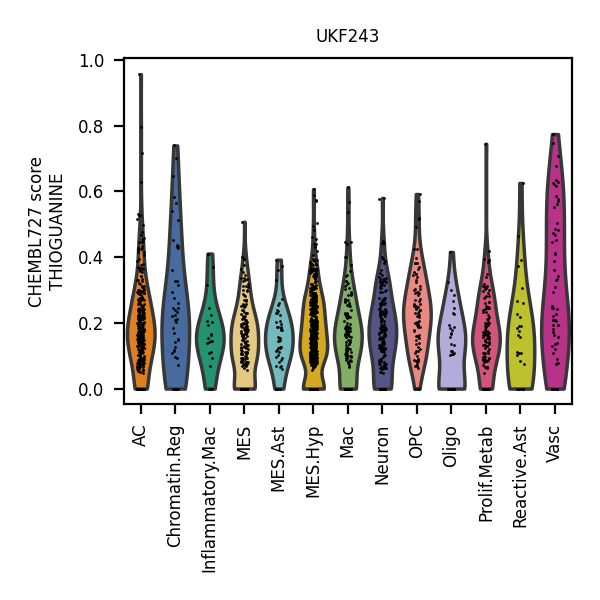 UKF243
CHEMBL727 score
THIOGUANINE
1.0
0.8
0.6
0.4
0.2
0.0
AC
Chromatin.Reg
Inflammatory.Mac
MES
MES.Ast
MES.Hyp
Mac
Neuron
OPC
Oligo
Prolif.Metab
Reactive.Ast
Vasc